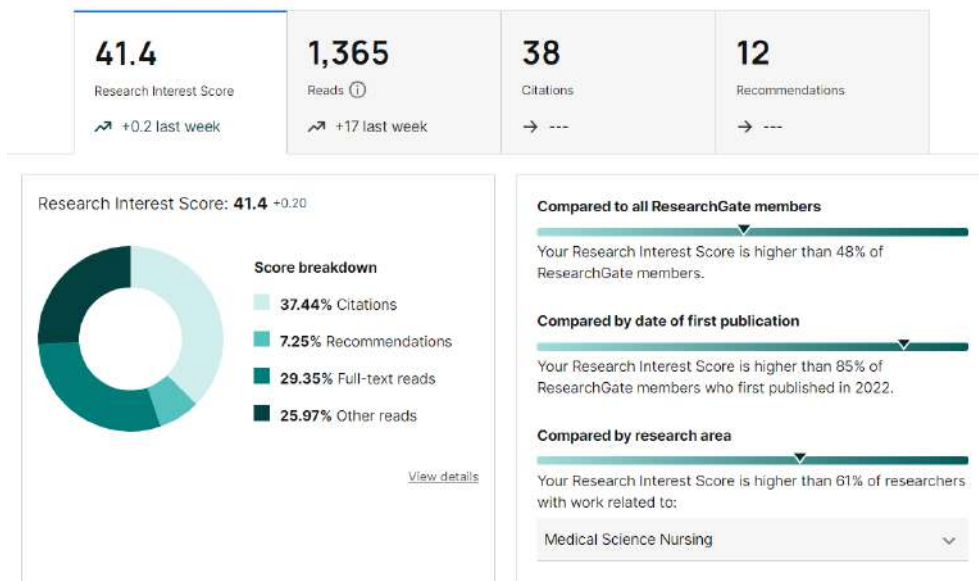 41.4
Research Interest Score
+0.2 last week
1,365
Reads
+17 last week
38
Citations
→ ---
12
Recommendations
→ ---
Research Interest Score: 41.4 +0.20
Score breakdown
37.44% Citations
7.25% Recommendations
29.35% Full-text reads
25.97% Other reads
View details
Compared to all ResearchGate members
Your Research Interest Score is higher than 48% of
ResearchGate members.
Compared by date of first publication
Your Research Interest Score is higher than 85% of
ResearchGate members who first published in 2022.
Compared by research area
Your Research Interest Score is higher than 61% of researchers
with work related to:
Medical Science Nursing